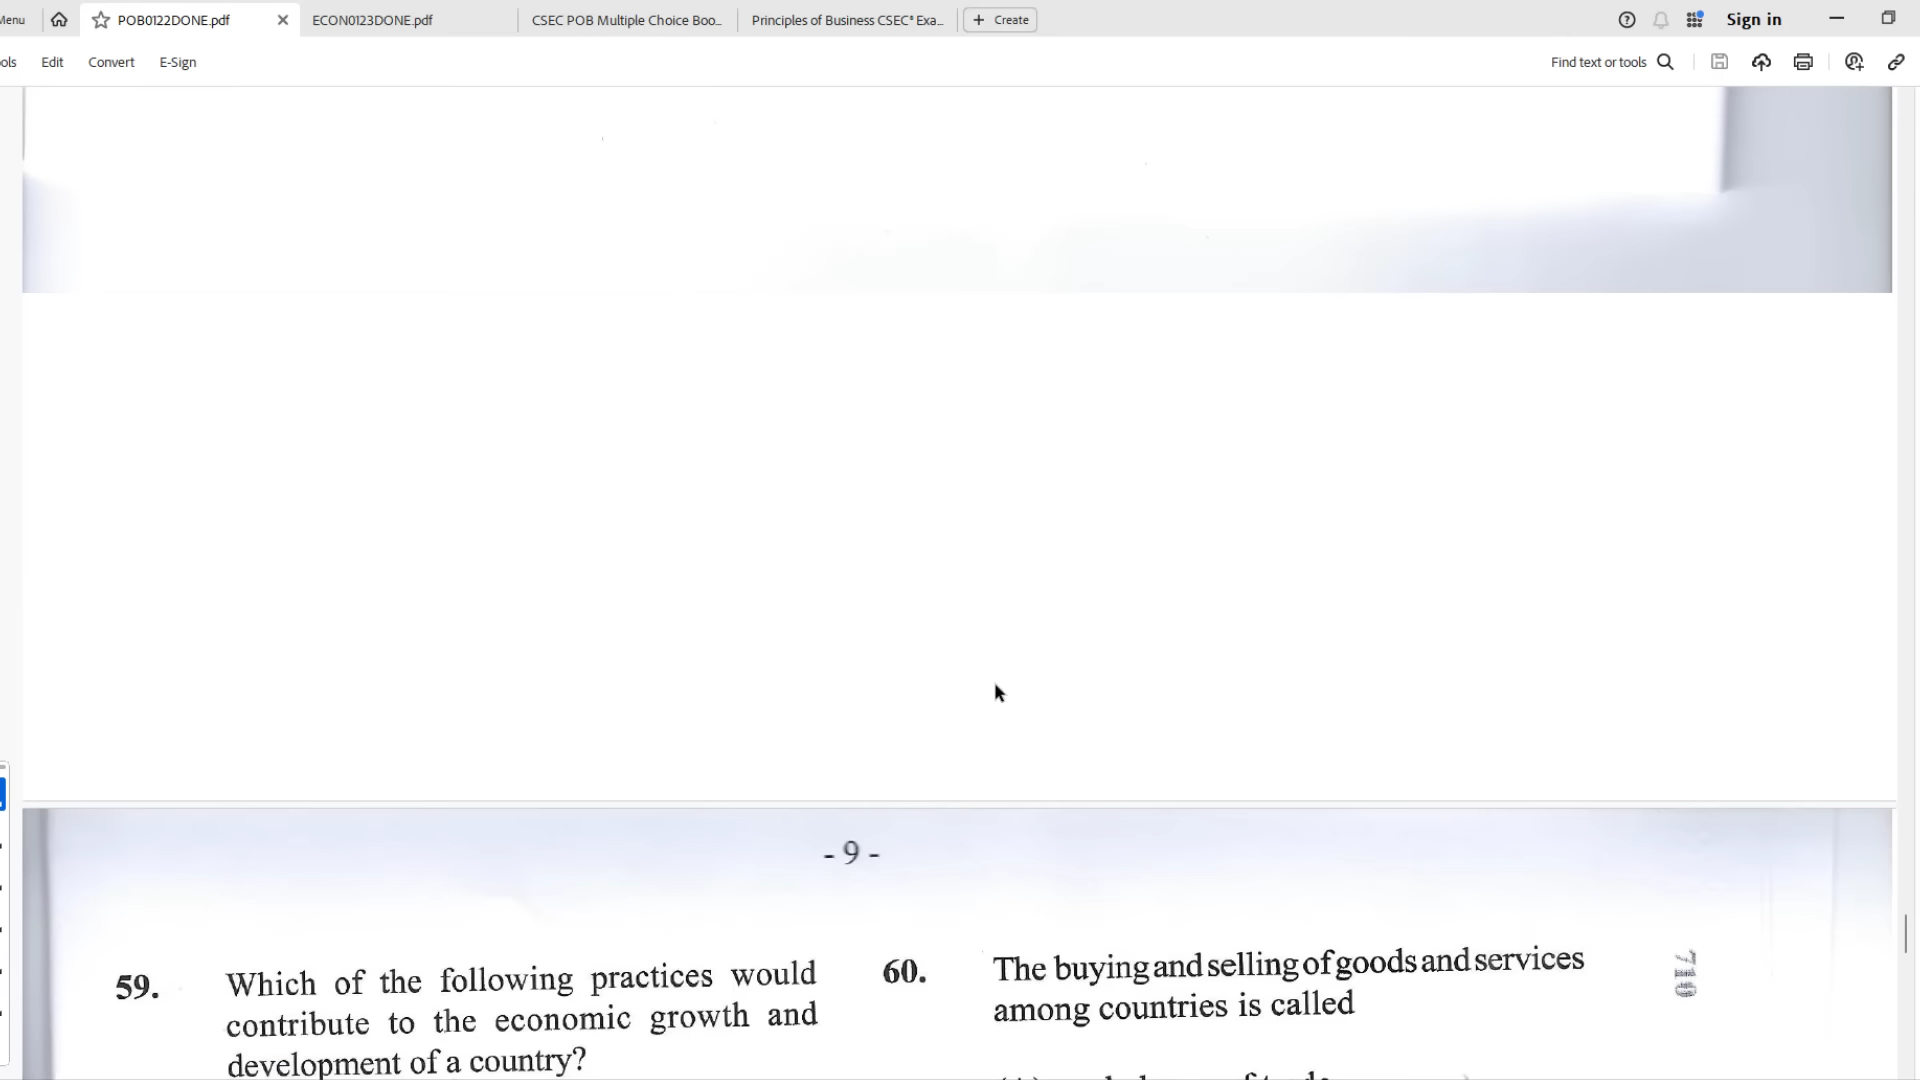 Menu
POB0122DONE.pdf
ECON0123DONE.pdf
CSEC POB Multiple Choice Boo...
Principles of Business CSEC® Exa...
Create
Sign in
Edit
Convert
E-Sign
Find text or tools
- 9 -
59.
Which of the following practices would
contribute to the economic growth and
development of a country?
60.
The buying and selling of goods and services
among countries is called